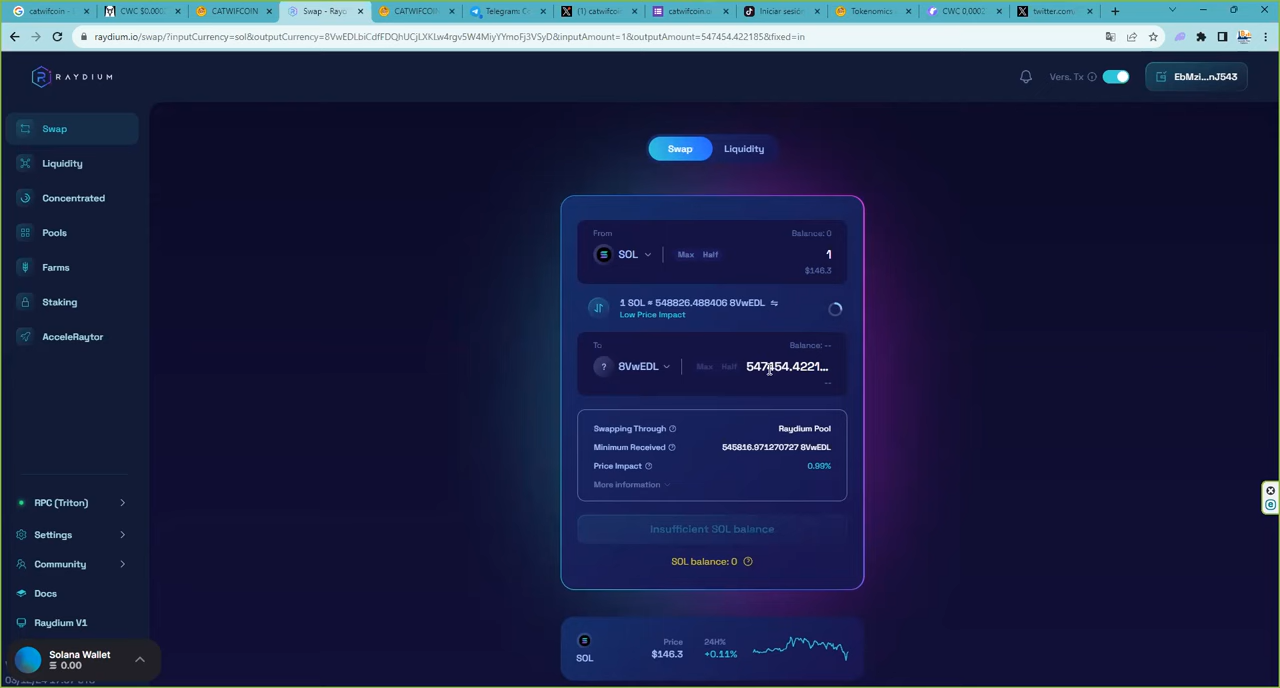 catwifcoin
CWC $0,000
CATWIFCOIN
Swap - Rayo
CATWIFCOIN
Telegram: C
(1) catwifcoin
catwifcoin.o
Iniciar sesión
Tokenomics
CWC 0,0002
twitter.com
raydium.io/swap/?inputCurrency=sol&outputCurrency=8VwEDLbiCdfFDQhUCjLXKLw4rgv5W4MiyYYmoFj3VSyD&inputAmount=1&outputAmount=547454.422185&fixed=in
RAYDIUM
Vers. Tx
EbMzi...nJ543
Swap
Liquidity
Concentrated
Pools
Farms
Staking
AcceleRaytor
RPC (Triton)
Settings
Community
Docs
Raydium V1
Solana Wallet
0.00
Swap Liquidity
From Balance: 0
SOL Max Half 1
$146.3
1 SOL ≈ 548826.488406 8VwEDL
Low Price Impact
To Balance: --
? 8VwEDL Max Half 547454.4221...
--
Swapping Through Raydium Pool
Minimum Received 545816.971270727 8VwEDL
Price Impact 0.99%
More information
Insufficient SOL balance
SOL balance: 0
SOL
Price
$146.3
24H%
+0.11%